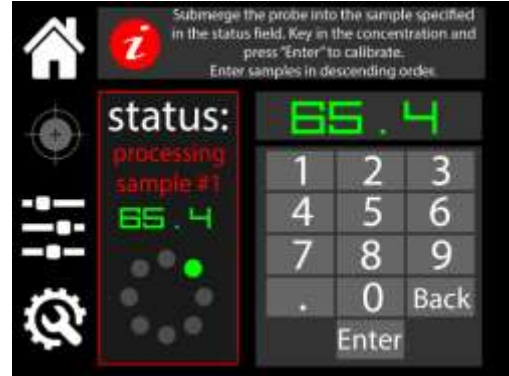 Submerge the probe into the sample specified
in the status field. Key in the concentration and
press "Enter" to calibrate.
Enter samples in descending order.
status:
processing
sample #1
65.4
65.4
1 2 3
4 5 6
7 8 9
. 0 Back
Enter